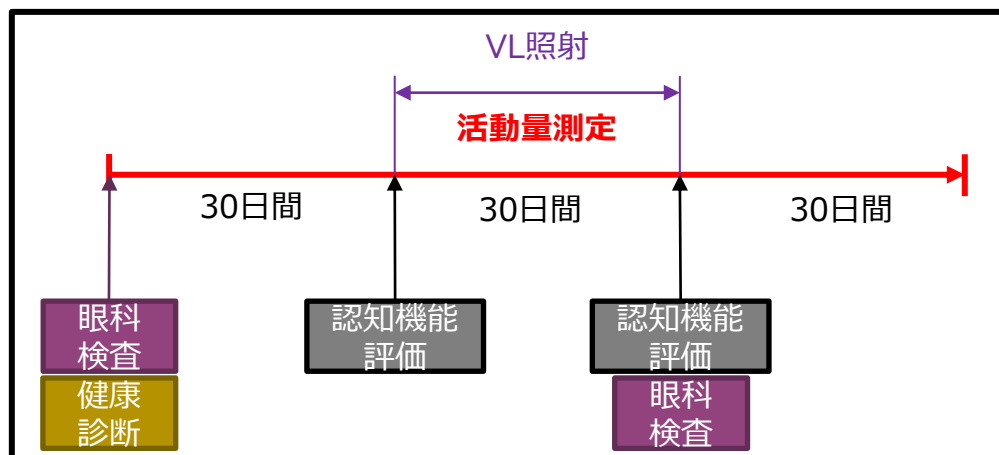 VL照射
活動量測定
30日間
30日間
30日間
眼科
検査
健康
診断
認知機能
評価
認知機能
評価
眼科
検査